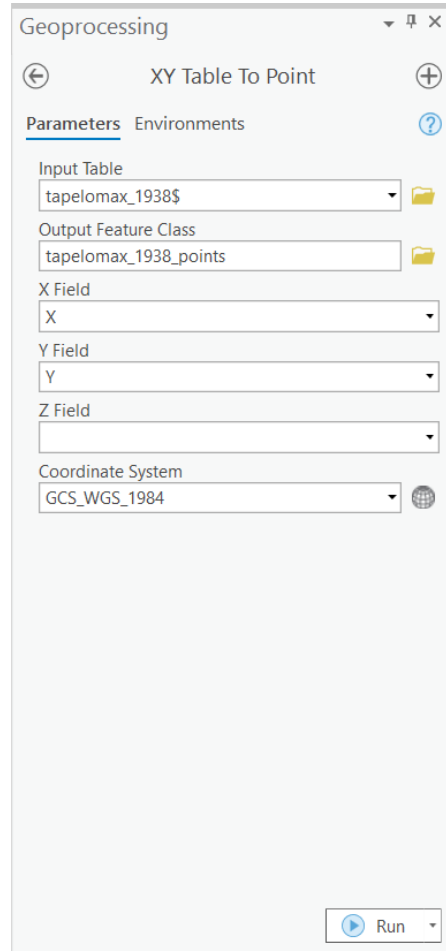 Geoprocessing
XY Table To Point
Parameters Environments
Input Table
tapelomax_1938$
Output Feature Class
tapelomax_1938_points
X Field
X
Y Field
Y
Z Field
Coordinate System
GCS_WGS_1984
Run